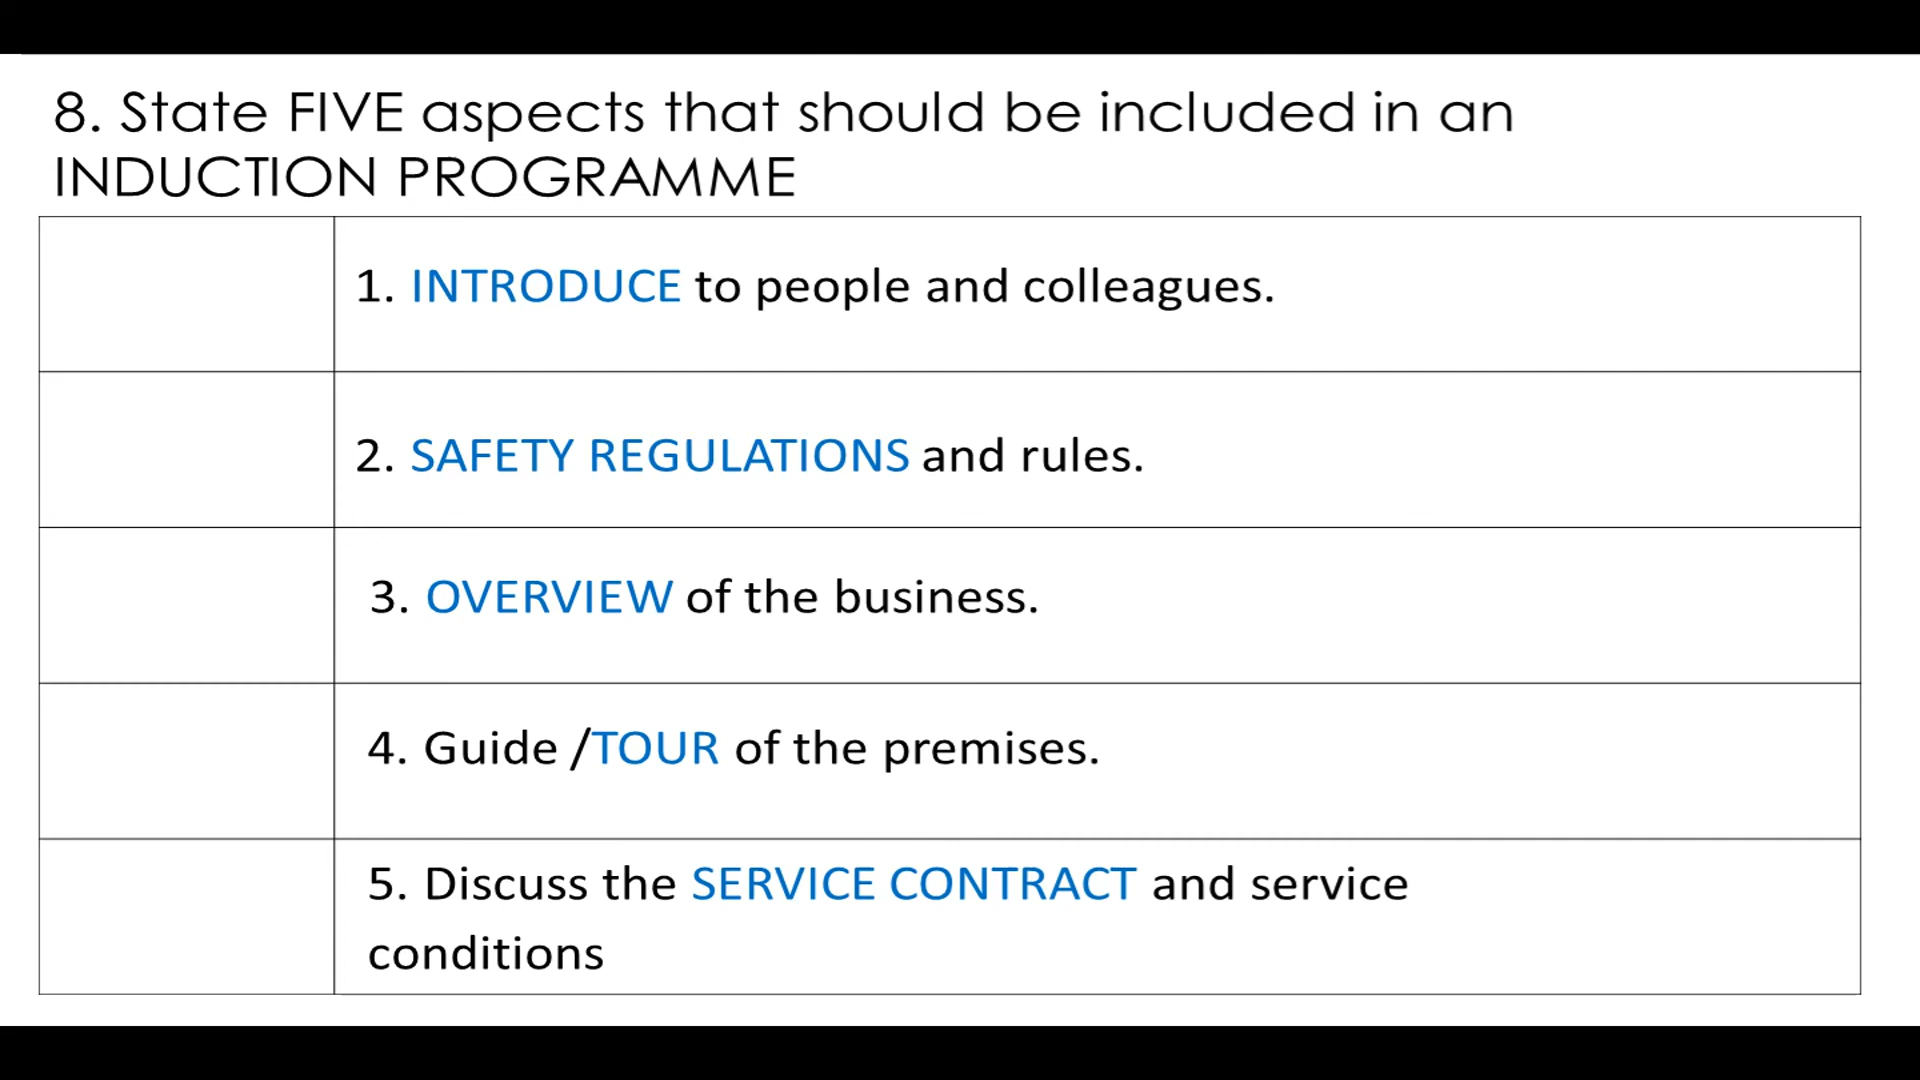 8. State FIVE aspects that should be included in an
INDUCTION PROGRAMME
1. INTRODUCE to people and colleagues.
2. SAFETY REGULATIONS and rules.
3. OVERVIEW of the business.
4. Guide /TOUR of the premises.
5. Discuss the SERVICE CONTRACT and service
conditions